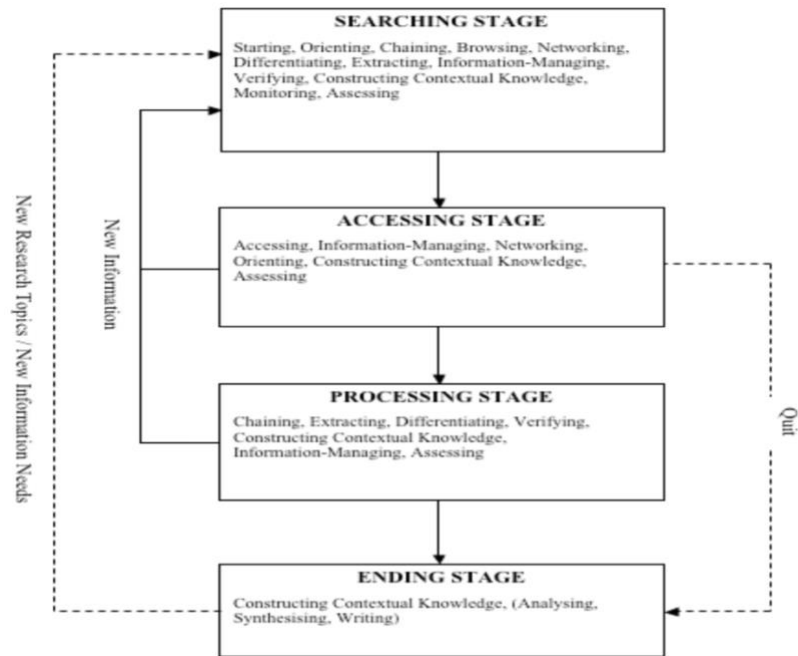 SEARCHING STAGE
Starting, Orienting, Chaining, Browsing, Networking,
Differentiating, Extracting, Information-Managing,
Verifying, Constructing Contextual Knowledge,
Monitoring, Assessing
ACCESSING STAGE
Accessing, Information-Managing, Networking,
Orienting, Constructing Contextual Knowledge,
Assessing
PROCESSING STAGE
Chaining, Extracting, Differentiating, Verifying,
Constructing Contextual Knowledge,
Information-Managing, Assessing
ENDING STAGE
Constructing Contextual Knowledge, (Analysing,
Synthesising, Writing)
New Research Topics / New Information Needs
New Information
Quit